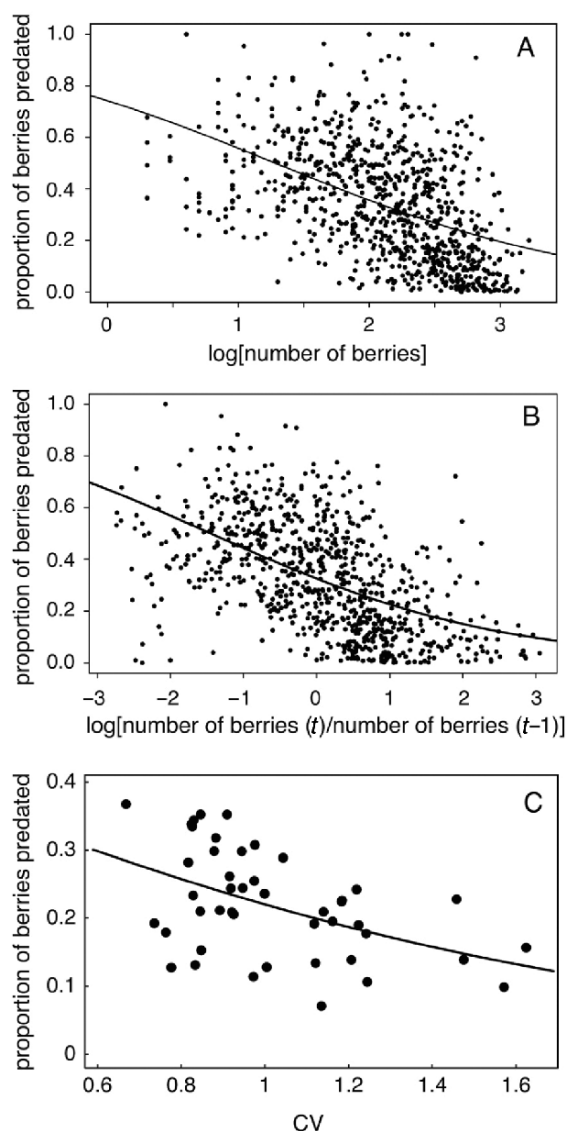 A
1.0
0.8
0.6
0.4
0.2
0.0
proportion of berries predated
0 1 2 3
log[number of berries]
B
1.0
0.8
0.6
0.4
0.2
0.0
proportion of berries predated
−3 −2 −1 0 1 2 3
log[number of berries (t)/number of berries (t−1)]
C
0.4
0.3
0.2
0.1
0
proportion of berries predated
0.6 0.8 1 1.2 1.4 1.6
CV